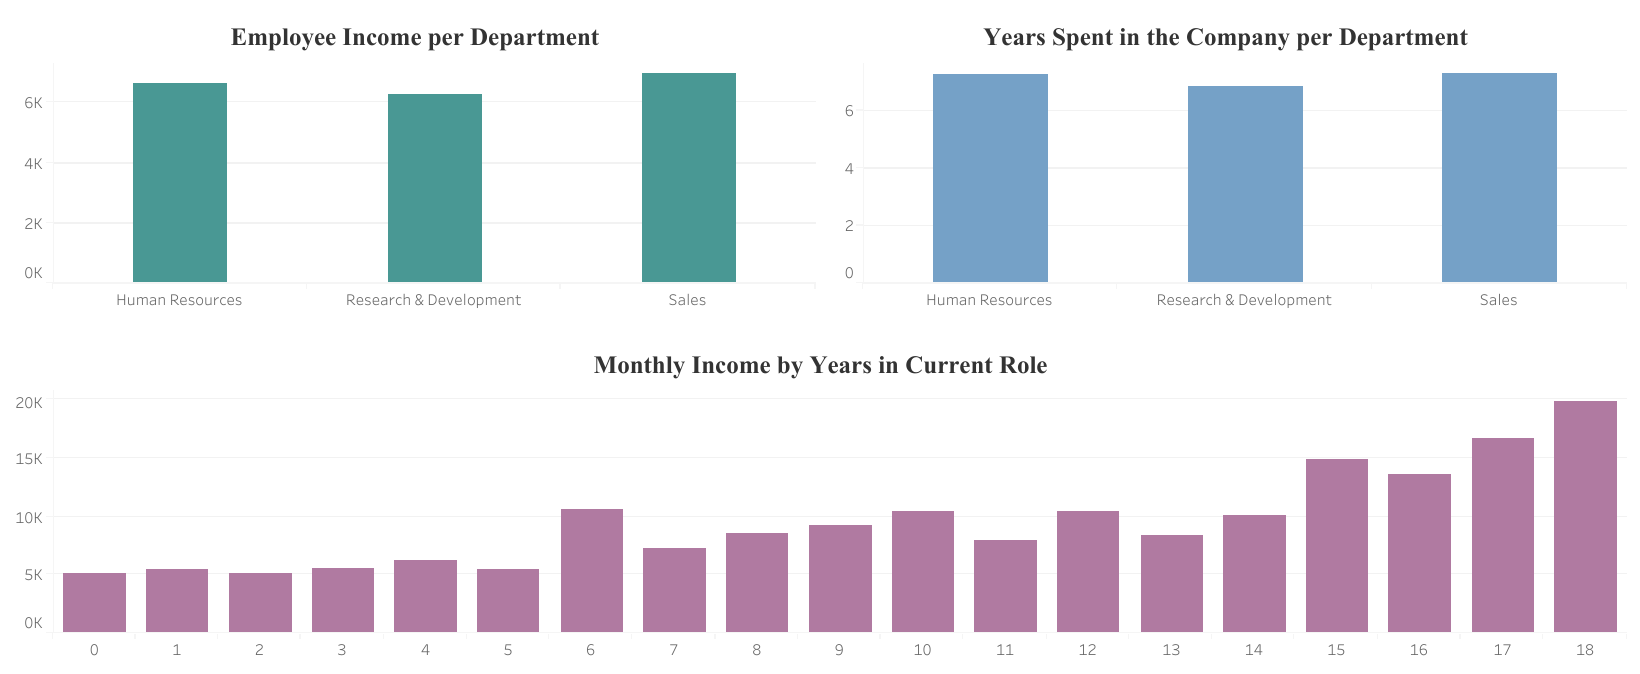 Employee Income per Department
6K
4K
2K
0K
Human Resources Research & Development Sales
Years Spent in the Company per Department
6
4
2
0
Human Resources Research & Development Sales
Monthly Income by Years in Current Role
20K
15K
10K
5K
0K
0 1 2 3 4 5 6 7 8 9 10 11 12 13 14 15 16 17 18